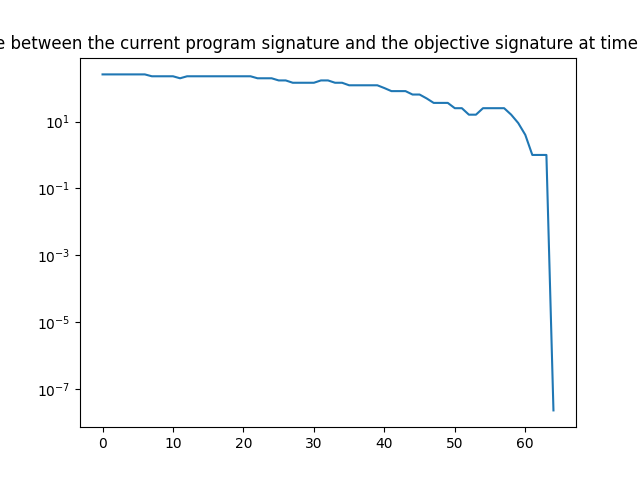 e between the current program signature and the objective signature at time
10¹
10⁻¹
10⁻³
10⁻⁵
10⁻⁷
0 10 20 30 40 50 60